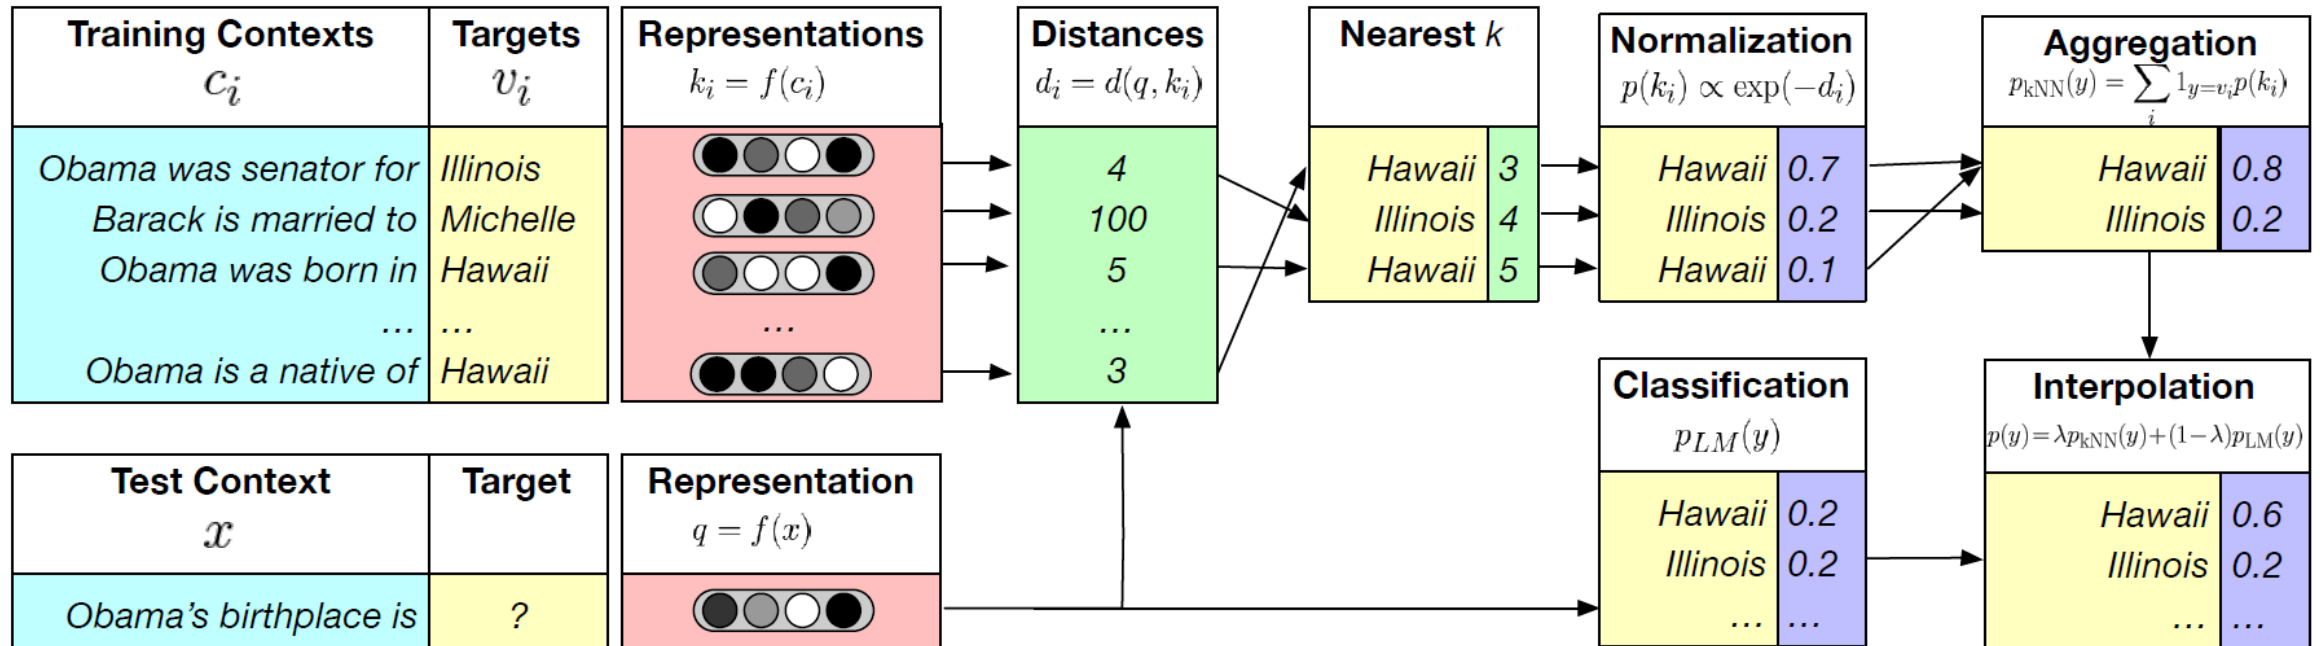 Training Contexts
c_i
Targets
v_i
Obama was senator for Illinois
Barack is married to Michelle
Obama was born in Hawaii
... ...
Obama is a native of Hawaii
Representations
k_i = f(c_i)
...
Distances
d_i = d(q, k_i)
4
100
5
...
3
Nearest k
Hawaii 3
Illinois 4
Hawaii 5
Normalization
p(k_i) ∝ exp(−d_i)
Hawaii 0.7
Illinois 0.2
Hawaii 0.1
Aggregation
p_kNN(y) = ∑_i 1_{y=v_i} p(k_i)
Hawaii 0.8
Illinois 0.2
Test Context
x
Target
Obama's birthplace is ?
Representation
q = f(x)
Classification
p_LM(y)
Hawaii 0.2
Illinois 0.2
... ...
Interpolation
p(y) = λp_kNN(y) + (1−λ)p_LM(y)
Hawaii 0.6
Illinois 0.2
... ...